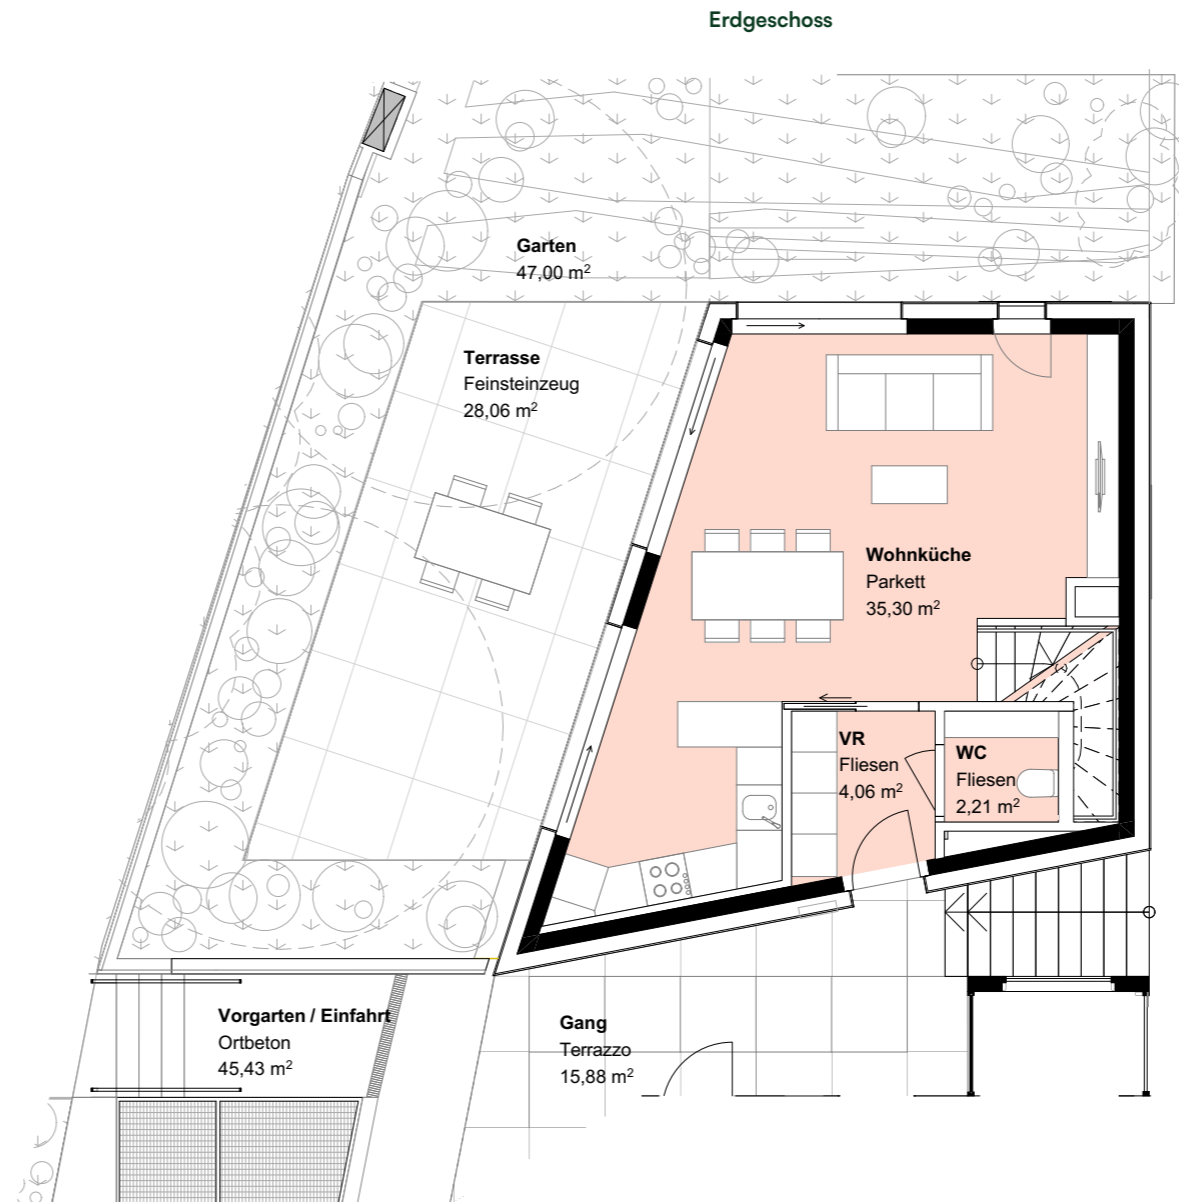 Erdgeschoss
Garten
47,00 m²
Terrasse
Feinsteinzeug
28,06 m²
Wohnküche
Parkett
35,30 m²
VR
Fliesen
4,06 m²
WC
Fliesen
2,21 m²
Vorgarten / Einfahrt
Ortbeton
45,43 m²
Gang
Terrazzo
15,88 m²